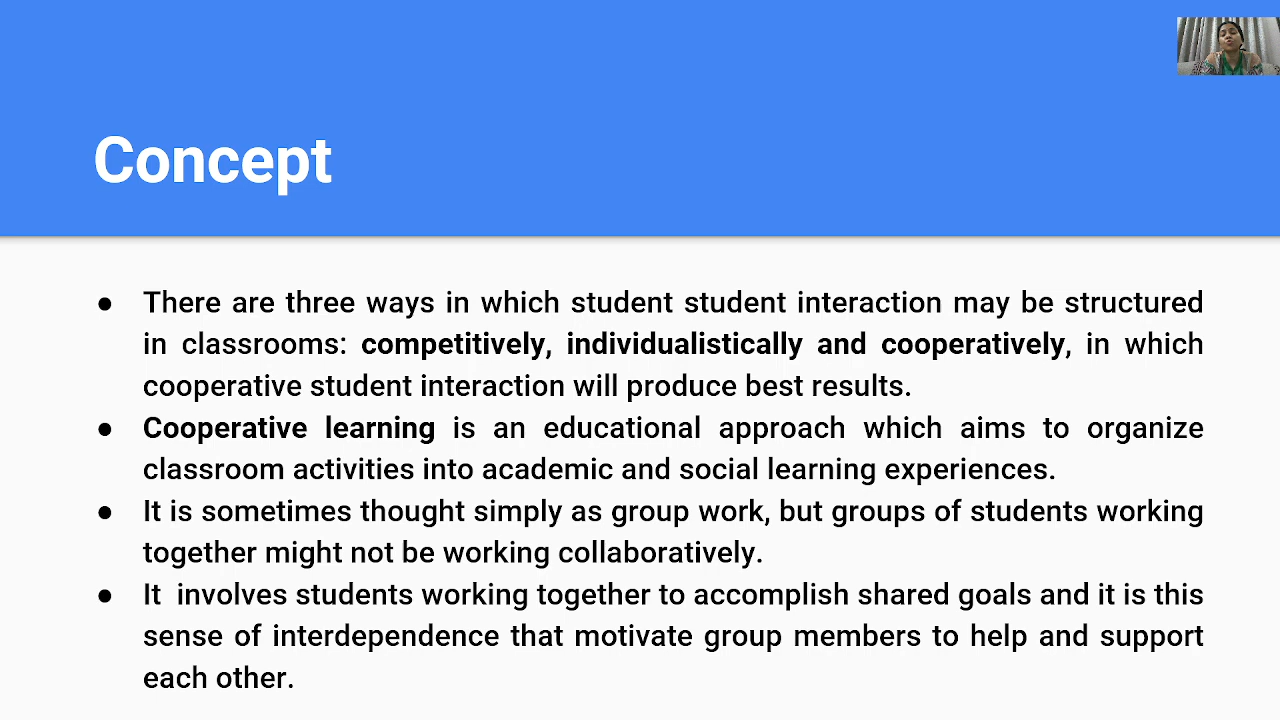 Concept
● There are three ways in which student student interaction may be structured
in classrooms: competitively, individualistically and cooperatively, in which
cooperative student interaction will produce best results.
● Cooperative learning is an educational approach which aims to organize
classroom activities into academic and social learning experiences.
● It is sometimes thought simply as group work, but groups of students working
together might not be working collaboratively.
● It involves students working together to accomplish shared goals and it is this
sense of interdependence that motivate group members to help and support
each other.